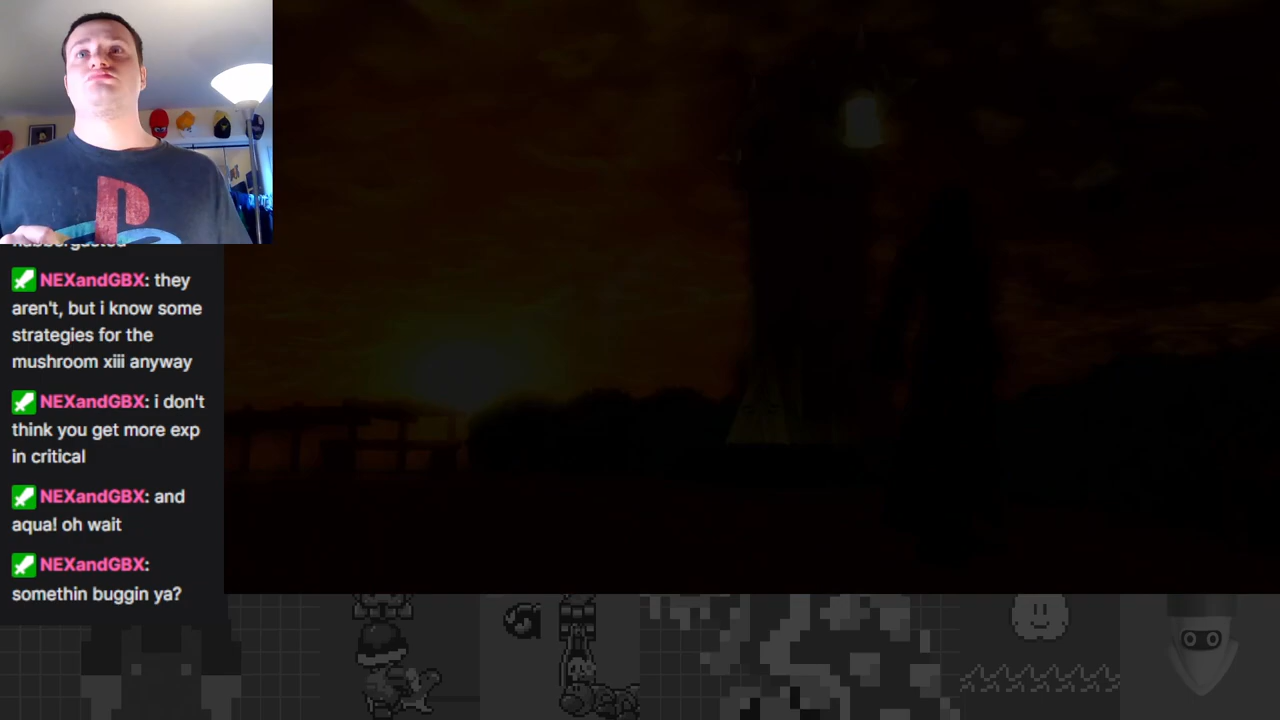 NEXandGBX: they
aren't, but i know some
strategies for the
mushroom xiii anyway
NEXandGBX: i don't
think you get more exp
in critical
NEXandGBX: and
aqua! oh wait
NEXandGBX:
somethin buggin ya?